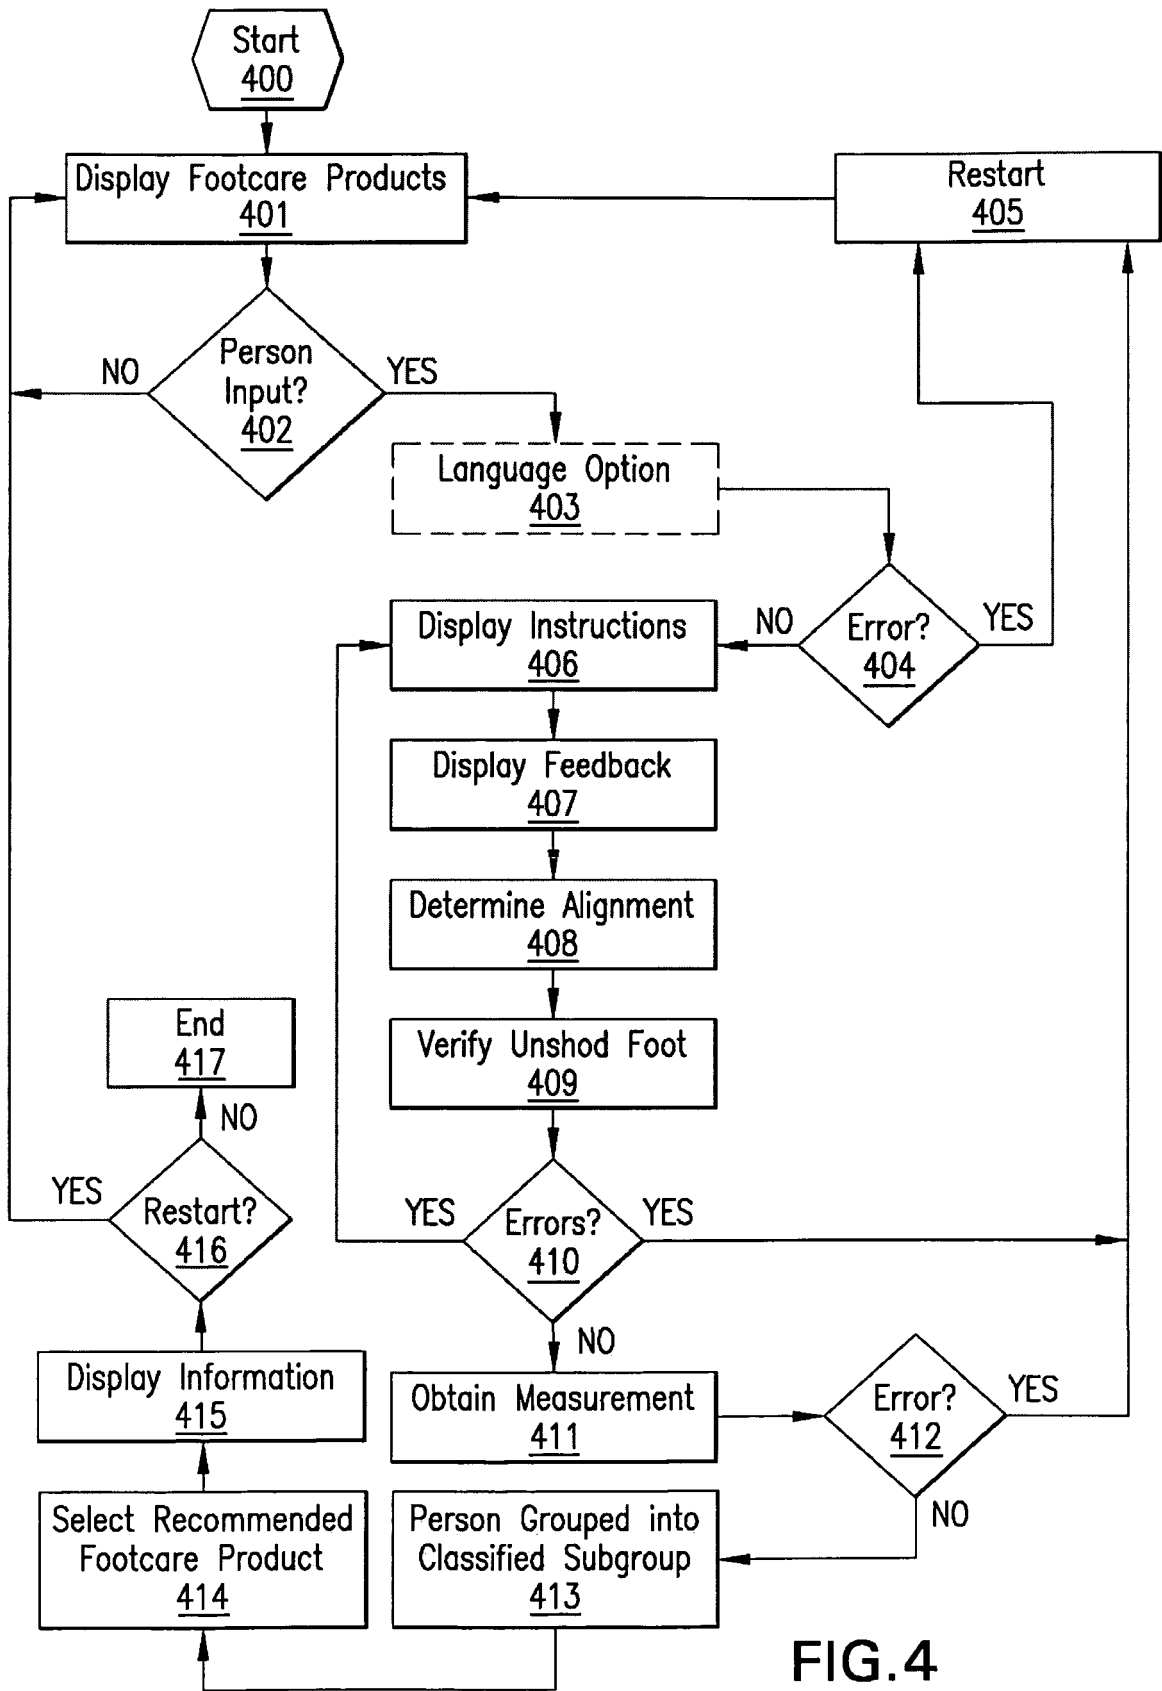 Start
400
Display Footcare Products
401
Restart
405
Person
Input?
402
NO
YES
Language Option
403
Error?
404
NO
YES
Display Instructions
406
Display Feedback
407
Determine Alignment
408
Verify Unshod Foot
409
End
417
NO
Restart?
416
YES
Errors?
410
YES
YES
NO
Display Information
415
Obtain Measurement
411
Error?
412
YES
NO
Select Recommended
Footcare Product
414
Person Grouped into
Classified Subgroup
413
FIG.4